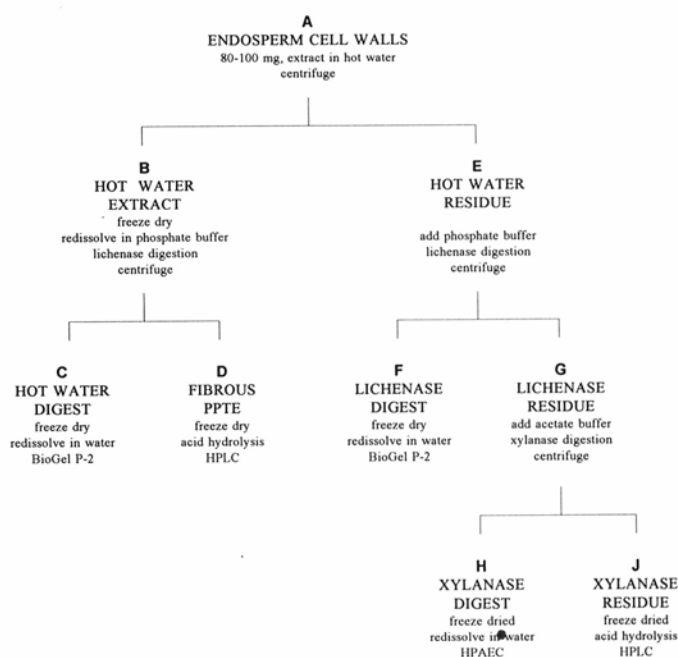 A
ENDOSPERM CELL WALLS
80-100 mg, extract in hot water
centrifuge
B
HOT WATER
EXTRACT
freeze dry
redissolve in phosphate buffer
lichenase digestion
centrifuge
E
HOT WATER
RESIDUE
add phosphate buffer
lichenase digestion
centrifuge
C
HOT WATER
DIGEST
freeze dry
redissolve in water
BioGel P-2
D
FIBROUS
PPTE
freeze dry
acid hydrolysis
HPLC
F
LICHENASE
DIGEST
freeze dry
redissolve in water
BioGel P-2
G
LICHENASE
RESIDUE
add acetate buffer
xylanase digestion
centrifuge
H
XYLANASE
DIGEST
freeze dried
redissolve in water
HPAEC
J
XYLANASE
RESIDUE
freeze dried
acid hydrolysis
HPLC